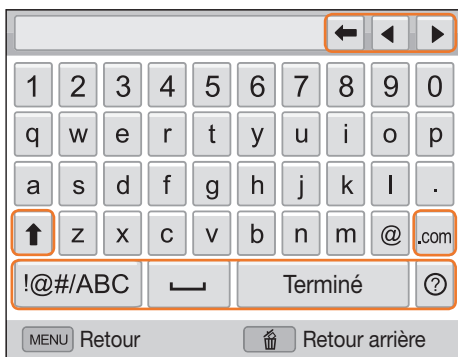 1 2 3 4 5 6 7 8 9 0
q w e r t y u i o p
a s d f g h j k l .
z x c v b n m @ .com
!@#/ABC Terminé ?
MENU Retour Retour arrière